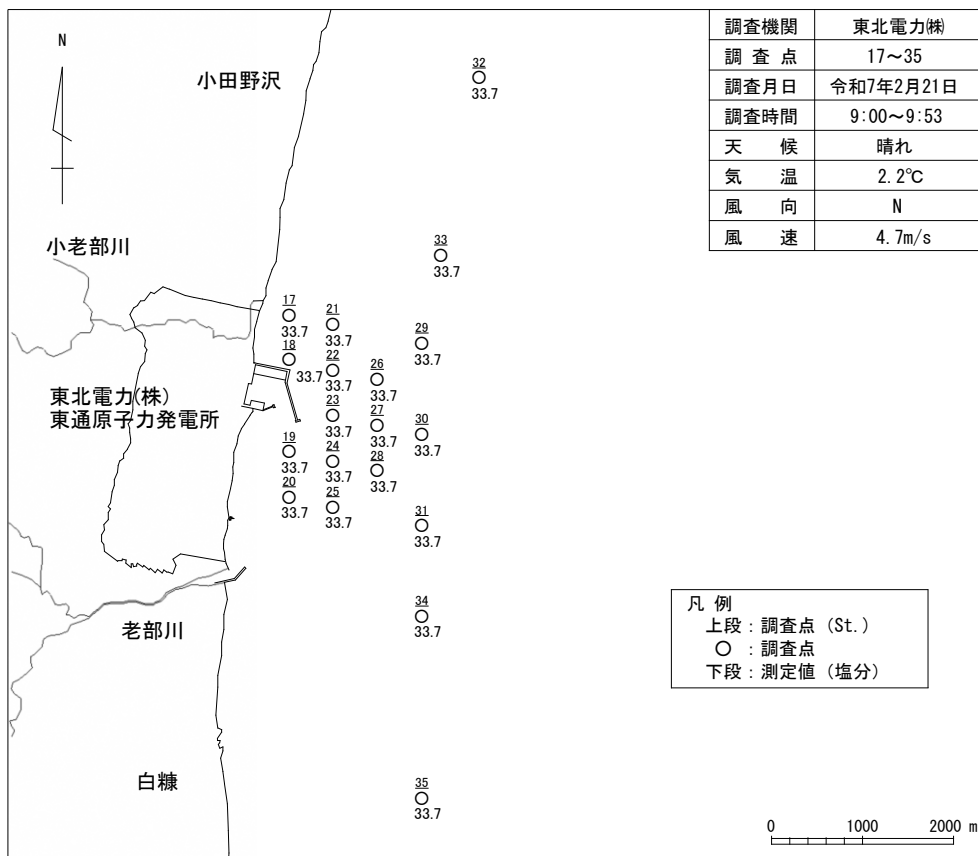 調査機関 東北電力㈱
調査点 17～35
調査月日 令和7年2月21日
調査時間 9:00～9:53
天候 晴れ
気温 2.2℃
風向 N
風速 4.7m/s
N
小田野沢
32
33.7
小老部川
33
33.7
17
33.7
21
33.7
29
33.7
18
33.7
22
33.7
26
33.7
東北電力(株)
東通原子力発電所
23
33.7
27
33.7
30
33.7
19
33.7
24
33.7
28
33.7
20
33.7
25
33.7
31
33.7
34
33.7
老部川
凡 例
上段：調査点（St.）
○ ：調査点
下段：測定値（塩分）
白糠
35
33.7
0 1000 2000 m